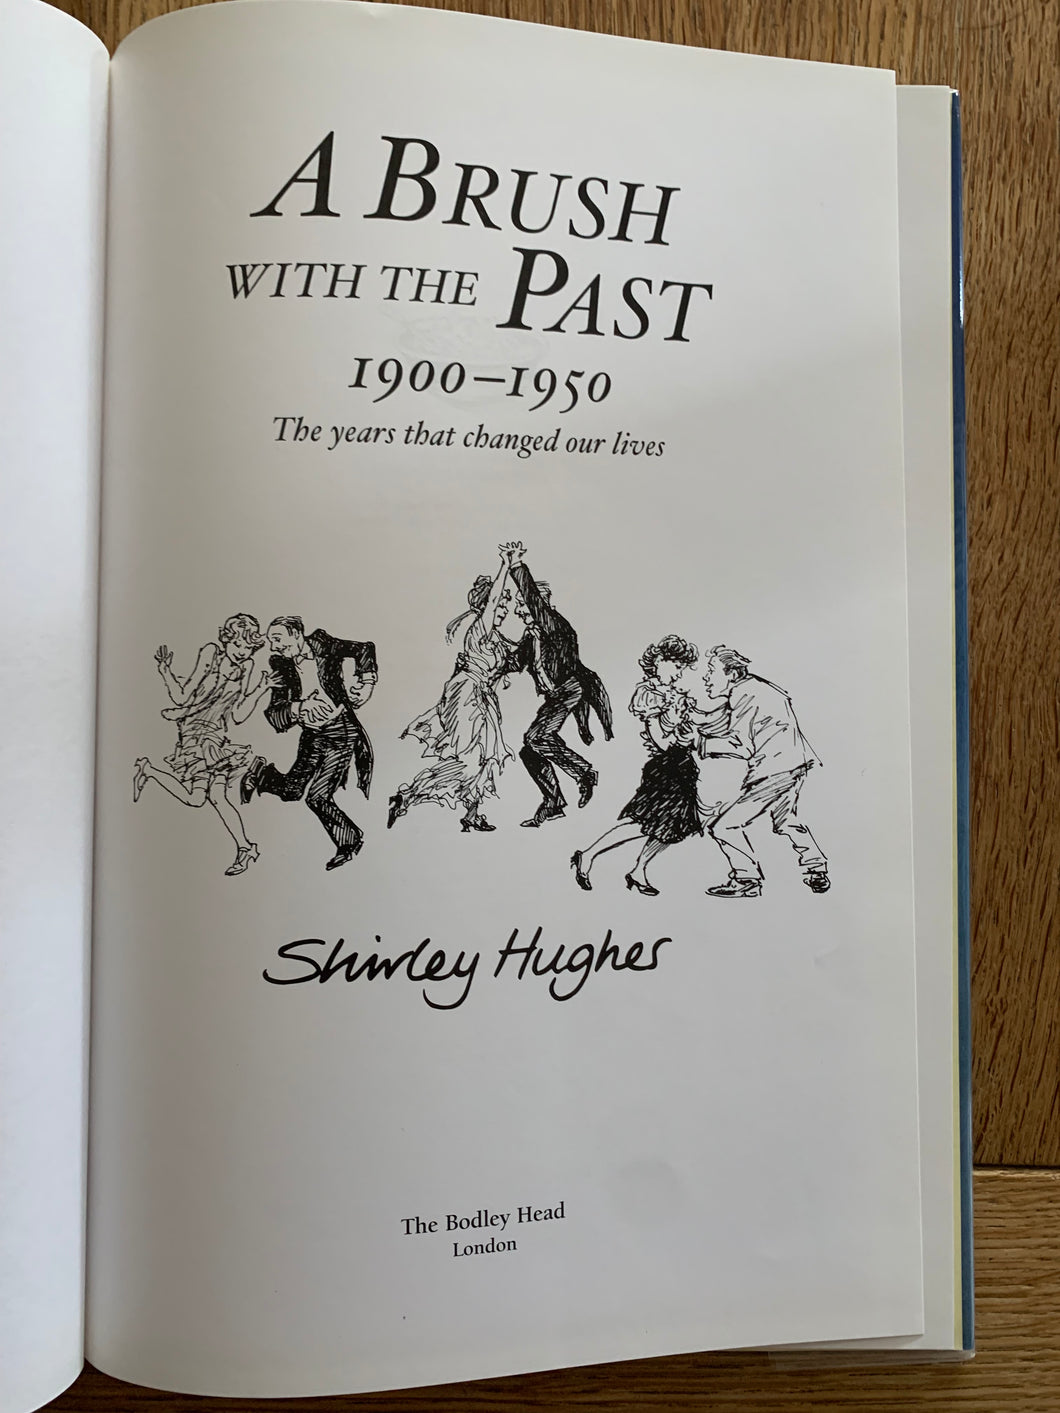 A BRUSH
WITH THE PAST
1900–1950
The years that changed our lives
Shirley Hughes
The Bodley Head
London